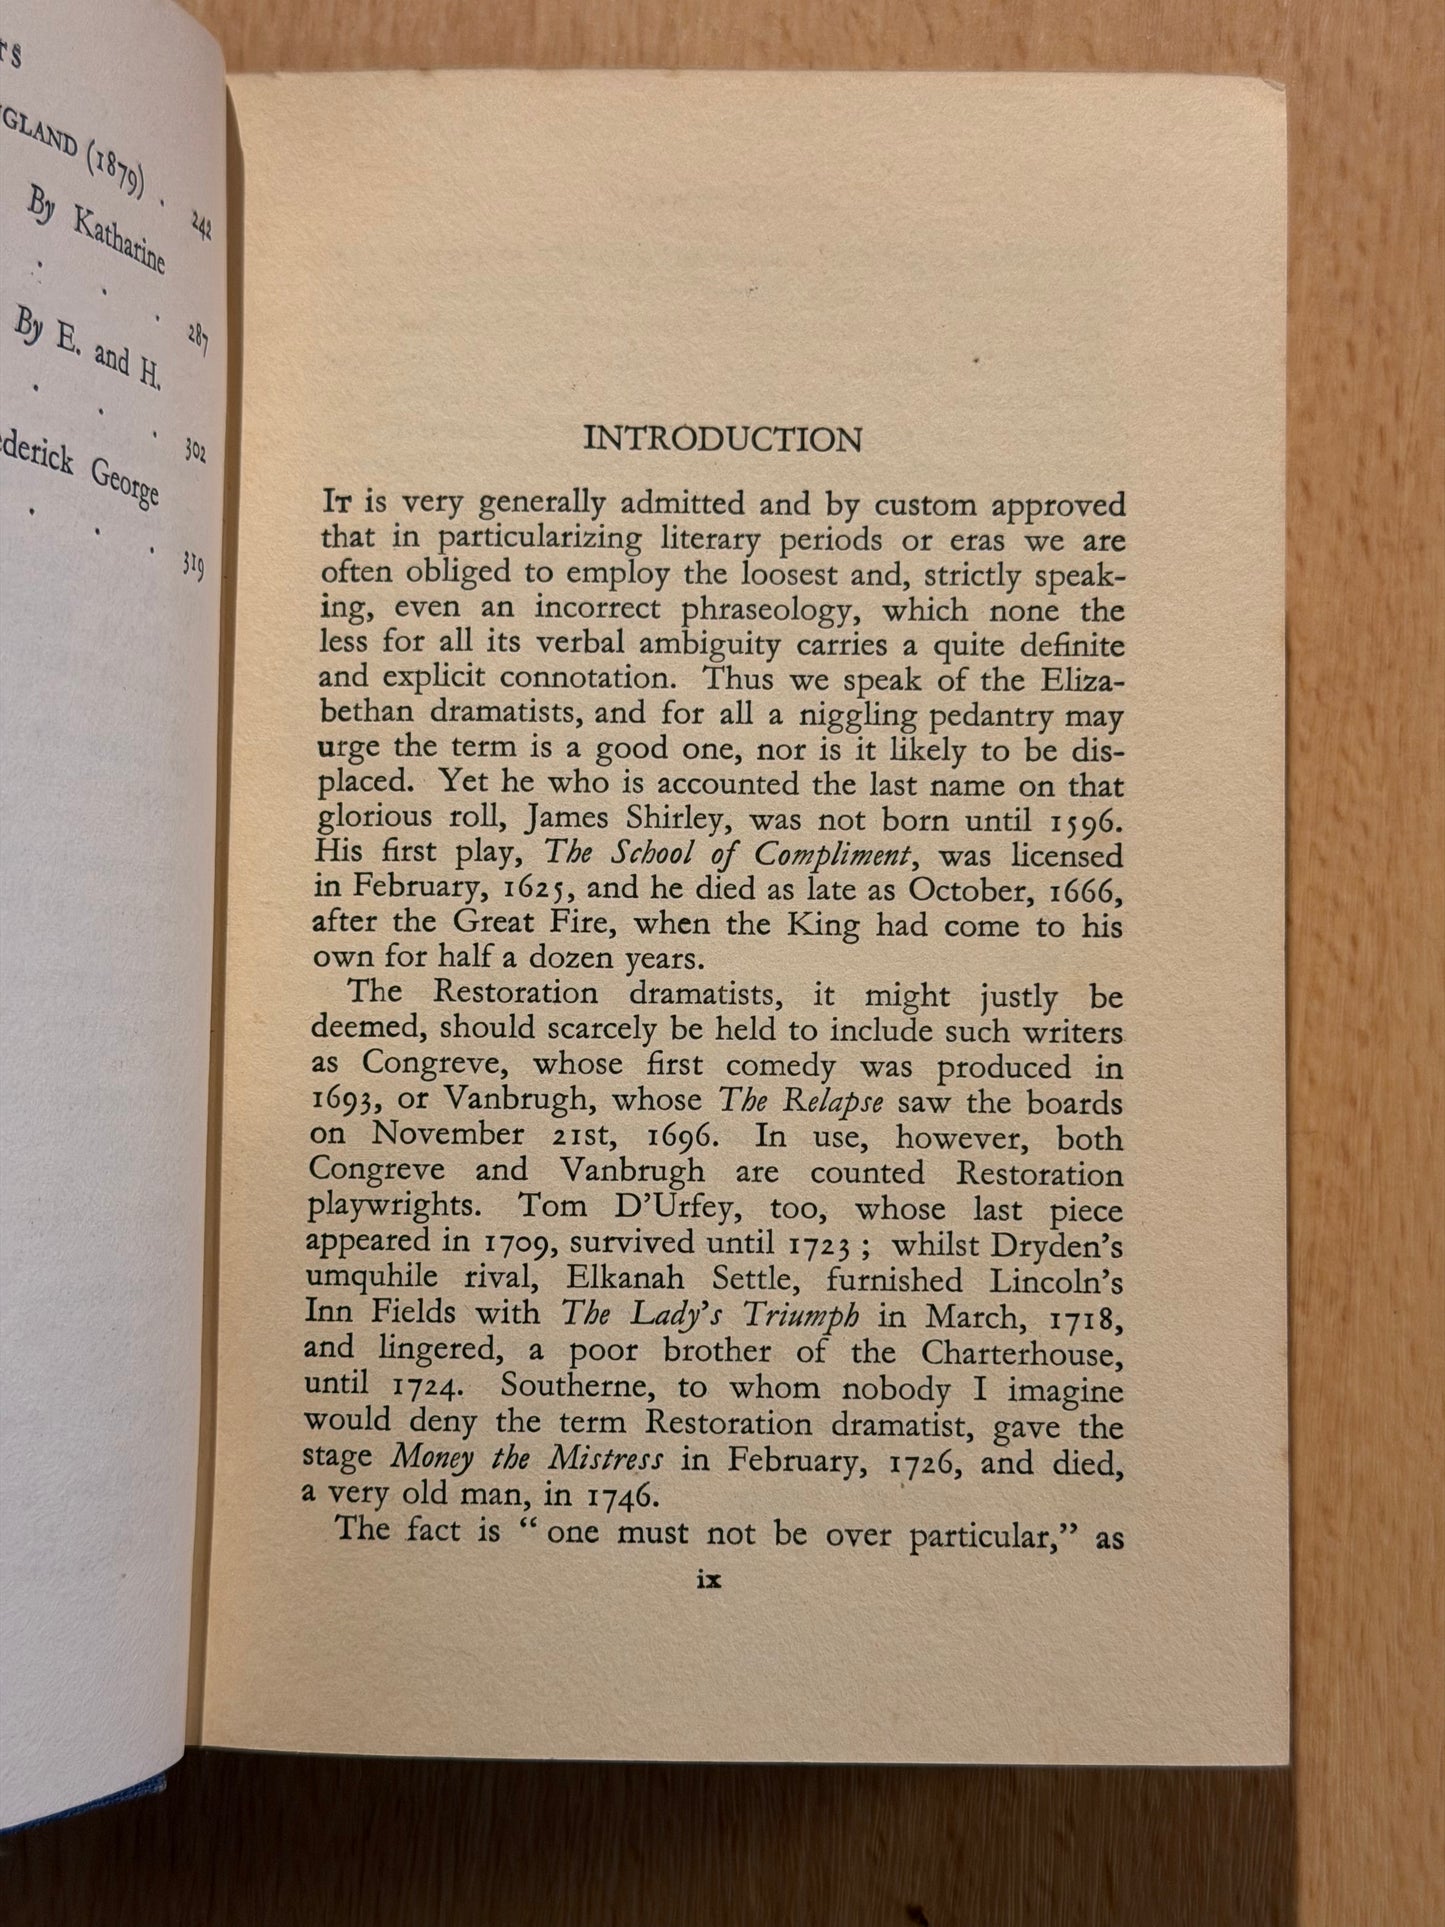 NGLAND (1879) . 242
By Katharine
. . . 287
By E. and H.
. . . 302
ederick George
. . . 319
INTRODUCTION
IT is very generally admitted and by custom approved
that in particularizing literary periods or eras we are
often obliged to employ the loosest and, strictly speak-
ing, even an incorrect phraseology, which none the
less for all its verbal ambiguity carries a quite definite
and explicit connotation. Thus we speak of the Eliza-
bethan dramatists, and for all a niggling pedantry may
urge the term is a good one, nor is it likely to be dis-
placed. Yet he who is accounted the last name on that
glorious roll, James Shirley, was not born until 1596.
His first play, The School of Compliment, was licensed
in February, 1625, and he died as late as October, 1666,
after the Great Fire, when the King had come to his
own for half a dozen years.
The Restoration dramatists, it might justly be
deemed, should scarcely be held to include such writers
as Congreve, whose first comedy was produced in
1693, or Vanbrugh, whose The Relapse saw the boards
on November 21st, 1696. In use, however, both
Congreve and Vanbrugh are counted Restoration
playwrights. Tom D'Urfey, too, whose last piece
appeared in 1709, survived until 1723 ; whilst Dryden's
umquhile rival, Elkanah Settle, furnished Lincoln's
Inn Fields with The Lady's Triumph in March, 1718,
and lingered, a poor brother of the Charterhouse,
until 1724. Southerne, to whom nobody I imagine
would deny the term Restoration dramatist, gave the
stage Money the Mistress in February, 1726, and died,
a very old man, in 1746.
The fact is “ one must not be over particular,” as
ix